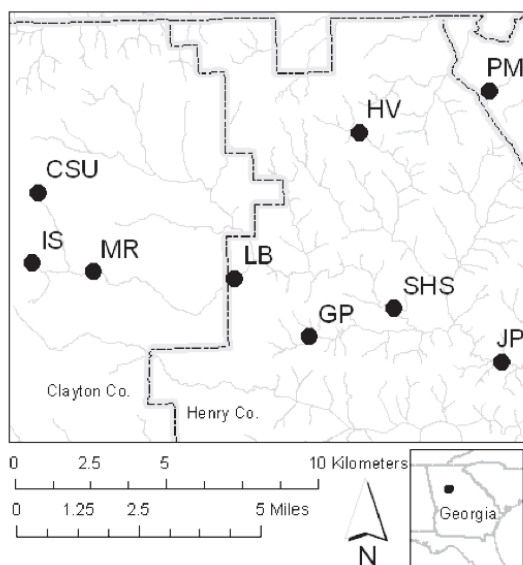 PM
HV
CSU
IS
MR
LB
SHS
GP
JP
Clayton Co.
Henry Co.
0 2.5 5 10 Kilometers
0 1.25 2.5 5 Miles
Georgia
N